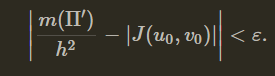 | m(Π′) / h² − |J(u₀, v₀)| | < ε.